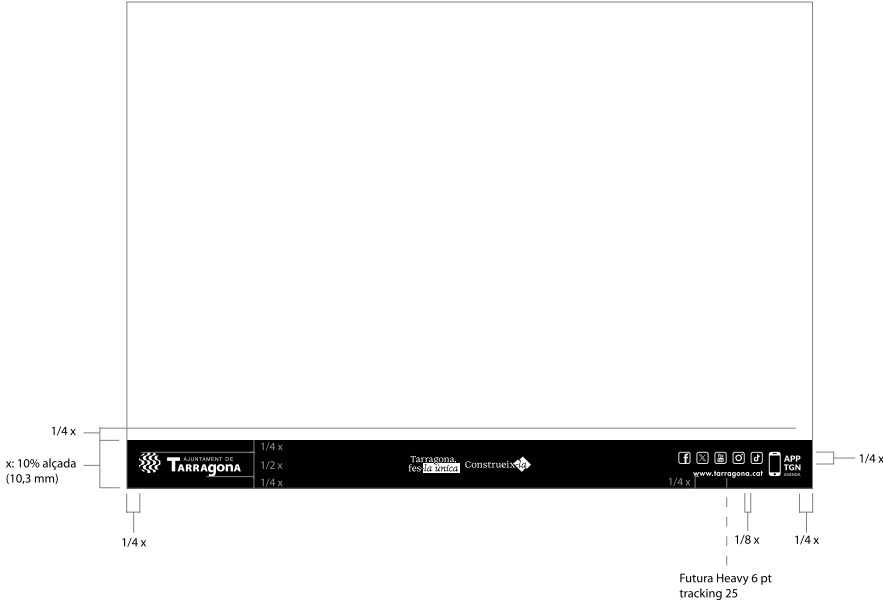 1/4 x
x: 10% alçada
(10,3 mm)
1/4 x
1/2 x
1/4 x
AJUNTAMENT DE
TARRAGONA
Tarragona,
fes-la única
Construeix-la
www.tarragona.cat
APP
TGN
AGENDA
1/4 x
1/4 x
1/4 x
1/8 x
1/4 x
Futura Heavy 6 pt
tracking 25